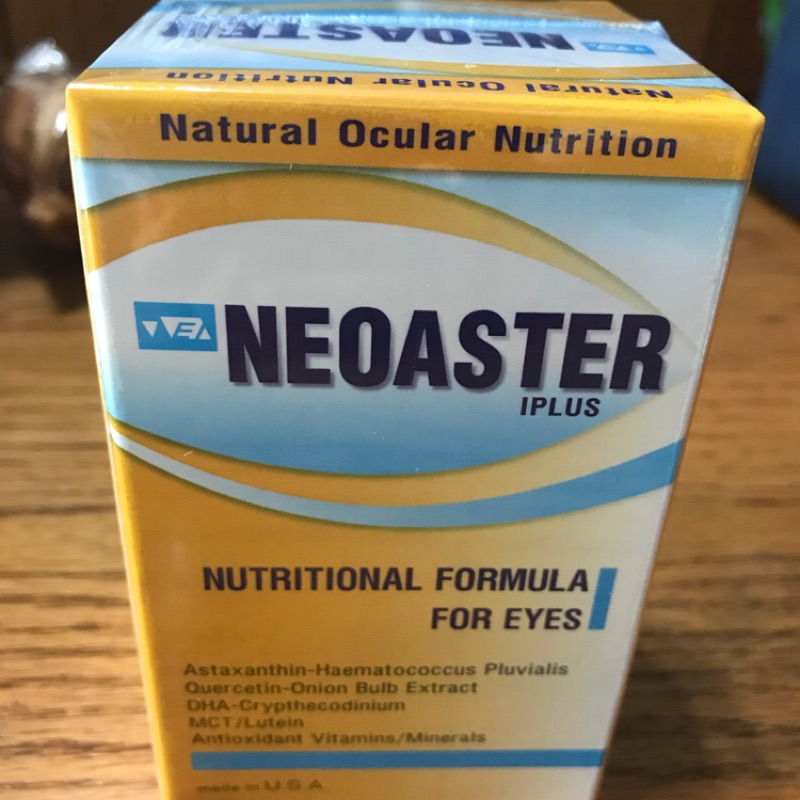 NEOASTER
Natural Ocular Nutrition
Natural Ocular Nutrition
NEOASTER
IPLUS
NUTRITIONAL FORMULA
FOR EYES
Astaxanthin-Haematococcus Pluvialis
Quercetin-Onion Bulb Extract
DHA-Crypthecodinium
MCT/Lutein
Antioxidant Vitamins/Minerals
made in U.S.A.